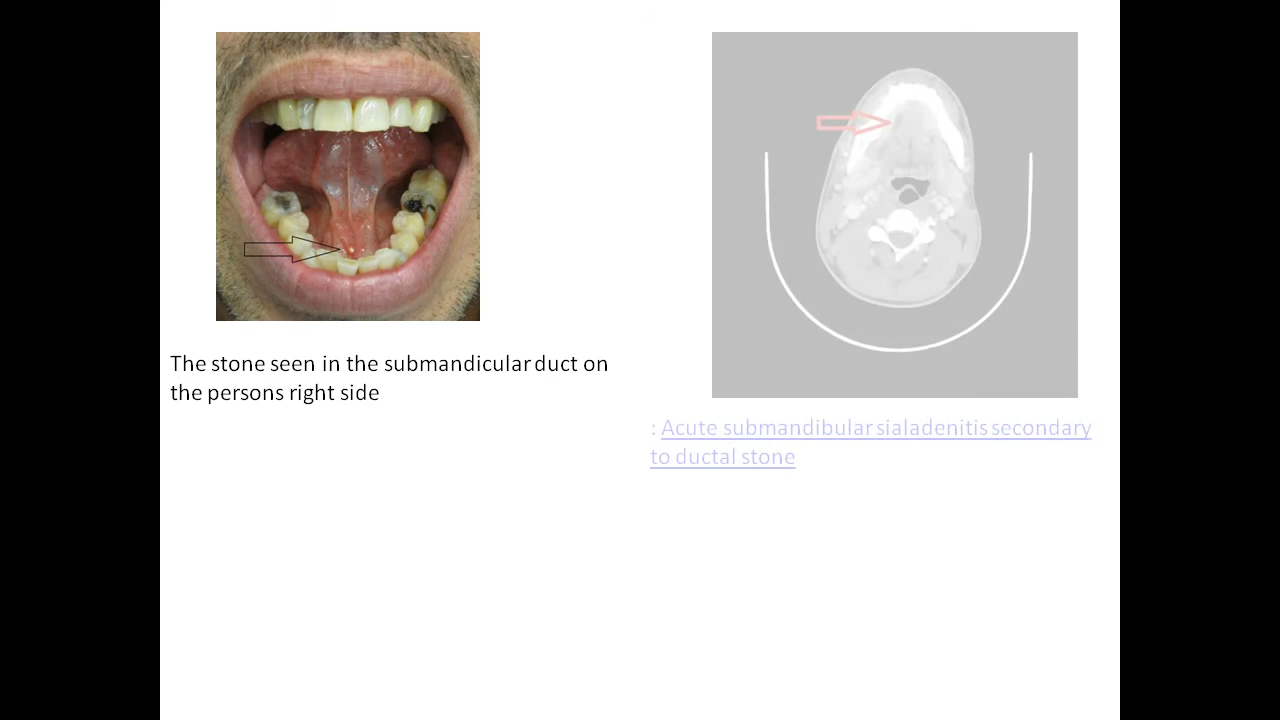 The stone seen in the submandicular duct on
the persons right side
: Acute submandibular sialadenitis secondary
to ductal stone